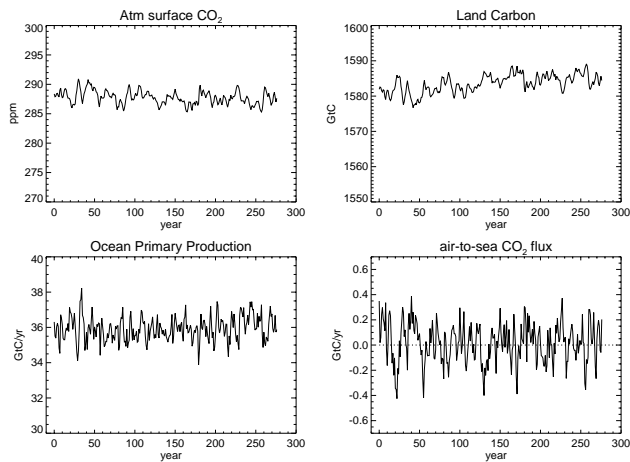 Atm surface CO₂
300
295
290
285
280
275
270
ppm
0 50 100 150 200 250 300
year
Land Carbon
1600
1590
1580
1570
1560
1550
GtC
0 50 100 150 200 250 300
year
Ocean Primary Production
40
38
36
34
32
30
GtC/yr
0 50 100 150 200 250 300
year
air-to-sea CO₂ flux
0.6
0.4
0.2
0.0
-0.2
-0.4
-0.6
GtC/yr
0 50 100 150 200 250 300
year